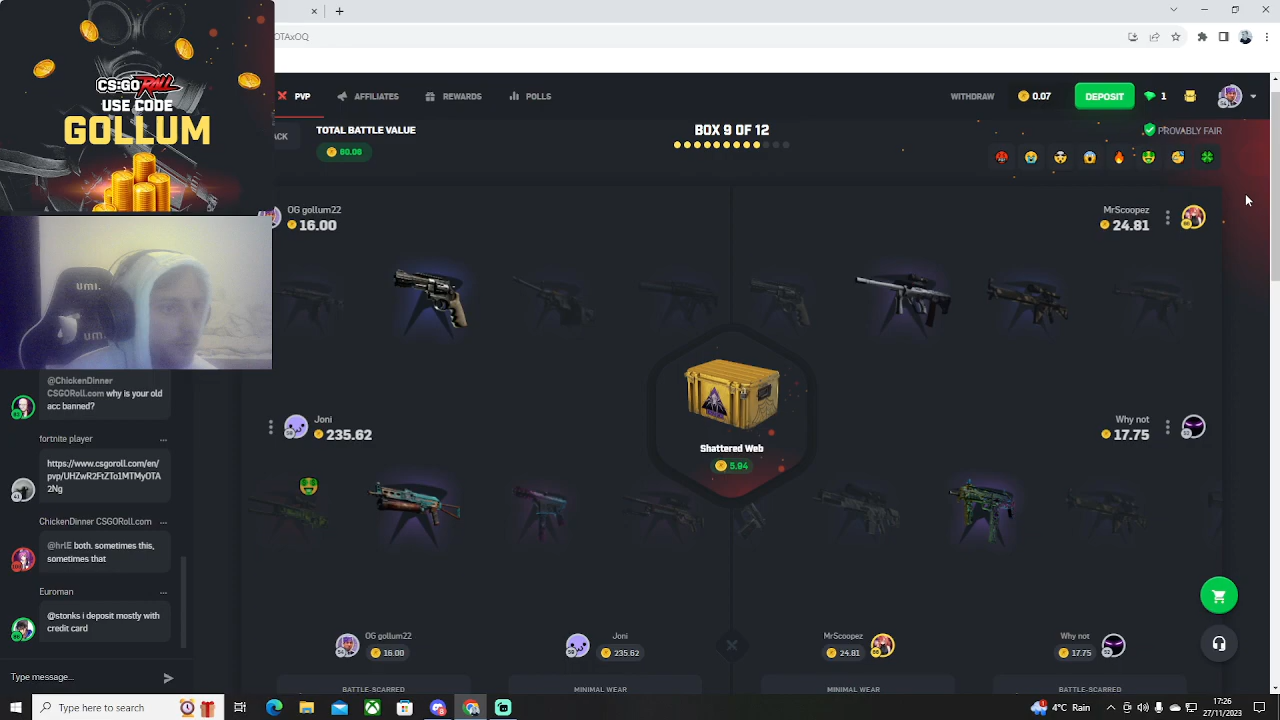 OTAxOQ
CS:GO ROLL
USE CODE
GOLLUM
PVP
AFFILIATES
REWARDS
POLLS
WITHDRAW
0.07
DEPOSIT
1
ACK
TOTAL BATTLE VALUE
60.08
BOX 9 OF 12
PROVABLY FAIR
OG gollum22
16.00
MrScoopez
24.81
umi.
Shattered Web
5.94
Joni
235.62
Why not
17.75
@ChickenDinner
CSGORoll.com why is your old
acc banned?
fortnite player
...
https://www.csgoroll.com/en/
pvp/UHZwR2FtZTo1MTMyOTA
2Ng
ChickenDinner CSGORoll.com
...
@hrlE both. sometimes this,
sometimes that
Euroman
...
@stonks i deposit mostly with
credit card
Type message...
OG gollum22
16.00
Joni
235.62
MrScoopez
24.81
Why not
17.75
BATTLE-SCARRED
MINIMAL WEAR
MINIMAL WEAR
BATTLE-SCARRED
Type here to search
4°C
Nice
17:26
27/11/2023